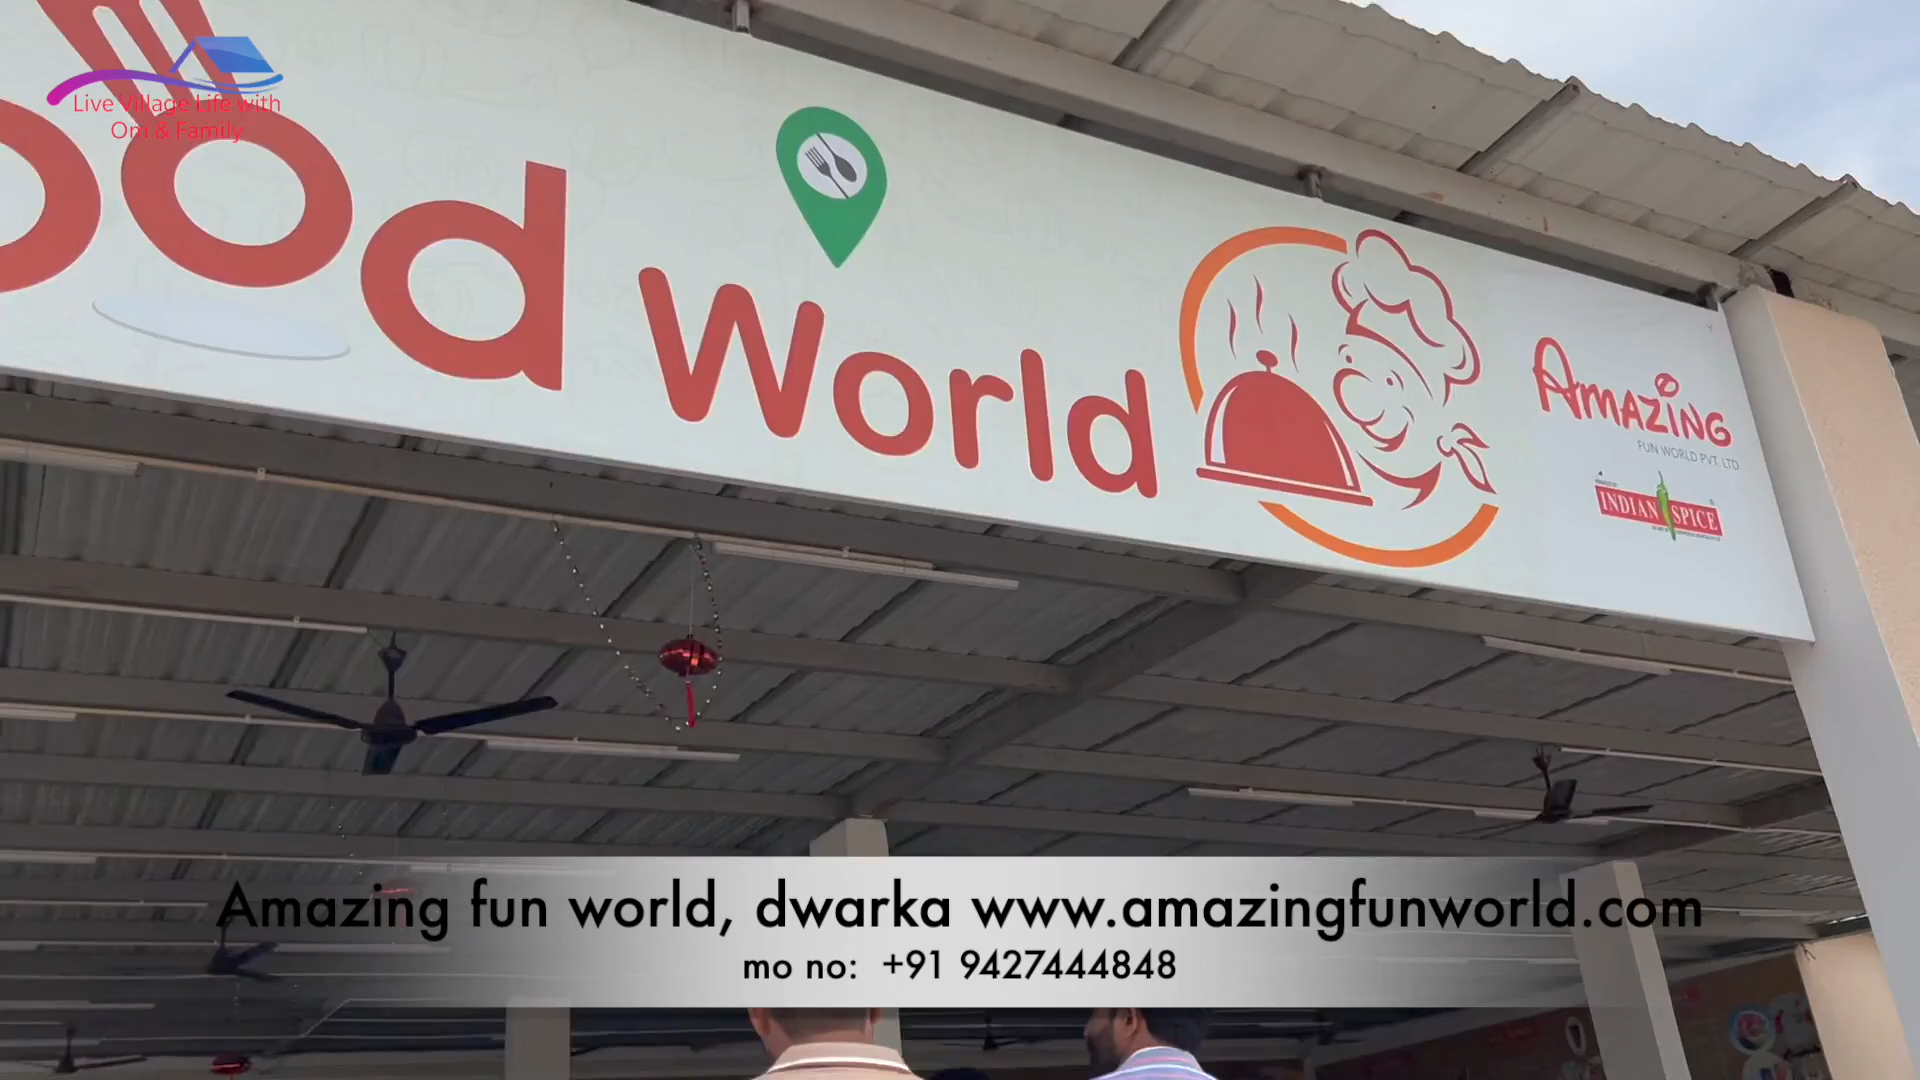 Live Village Life with
Om & Family
ood World
AMAZING
FUN WORLD PVT. LTD
INDIAN SPICE
Amazing fun world, dwarka www.amazingfunworld.com
mo no: +91 9427444848